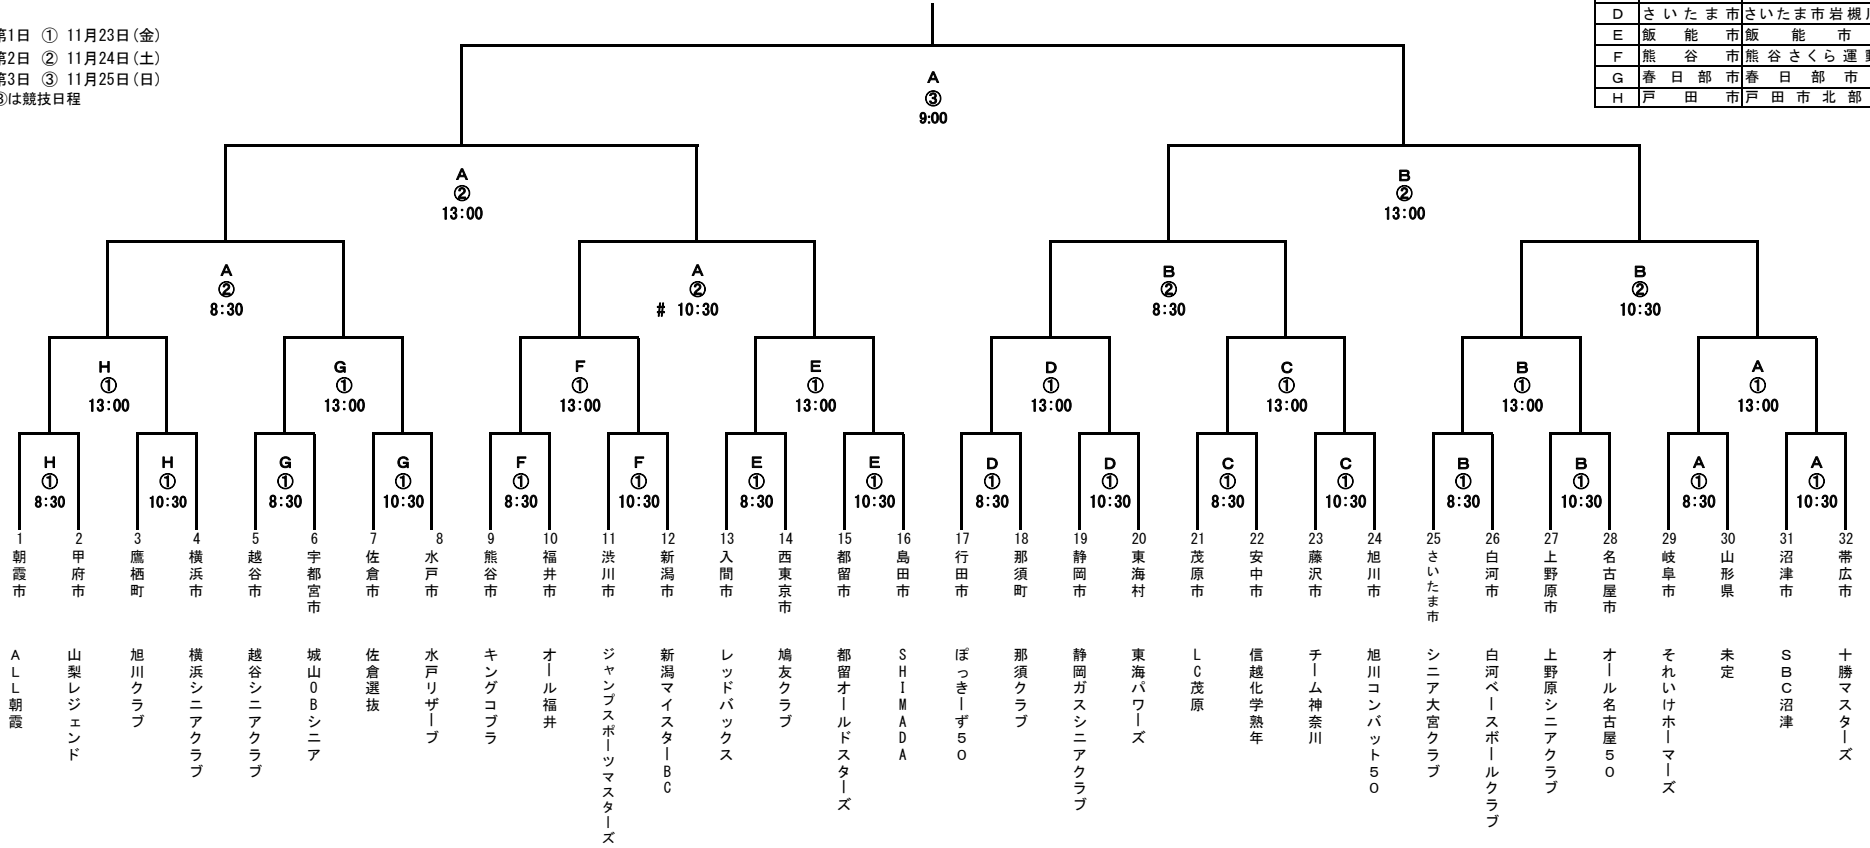 第1日 ① 11月23日(金)
第2日 ② 11月24日(土)
第3日 ③ 11月25日(日)
③は競技日程
D さいたま市 さいたま市岩槻
E 飯能市 飯能市
F 熊谷市 熊谷さくら運動
G 春日部市 春日部市
H 戸田市 戸田市北部
A
③
9:00
A B
② ②
13:00 13:00
A A B B
② ② ② ②
8:30 # 10:30 8:30 10:30
H G F E D C B A
① ① ① ① ① ① ① ①
13:00 13:00 13:00 13:00 13:00 13:00 13:00 13:00
H H G G F F E E D D C C B B A A
① ① ① ① ① ① ① ① ① ① ① ① ① ① ① ①
8:30 10:30 8:30 10:30 8:30 10:30 8:30 10:30 8:30 10:30 8:30 10:30 8:30 10:30 8:30 10:30
1 朝霞市 ALL朝霞
2 甲府市 山梨レジェンド
3 鷹栖町 旭川クラブ
4 横浜市 横浜シニアクラブ
5 越谷市 越谷シニアクラブ
6 宇都宮市 城山OBシニア
7 佐倉市 佐倉選抜
8 水戸市 水戸リザーブ
9 熊谷市 キングコブラ
10 福井市 オール福井
11 渋川市 ジャンプスポーツマスターズ
12 新潟市 新潟マイスターBC
13 入間市 レッドバックス
14 西東京市 鳩友クラブ
15 都留市 都留オールドスターズ
16 島田市 SHIMADA
17 行田市 ぽっきーず50
18 那須町 那須クラブ
19 静岡市 静岡ガスシニアクラブ
20 東海村 東海パワーズ
21 茂原市 LC茂原
22 安中市 信越化学熟年
23 藤沢市 チーム神奈川
24 旭川市 旭川コンバット50
25 さいたま市 シニア大宮クラブ
26 白河市 白河ベースボールクラブ
27 上野原市 上野原シニアクラブ
28 名古屋市 オール名古屋50
29 岐阜市 それいけホーマーズ
30 山形県 未定
31 沼津市 SBC沼津
32 帯広市 十勝マスターズ